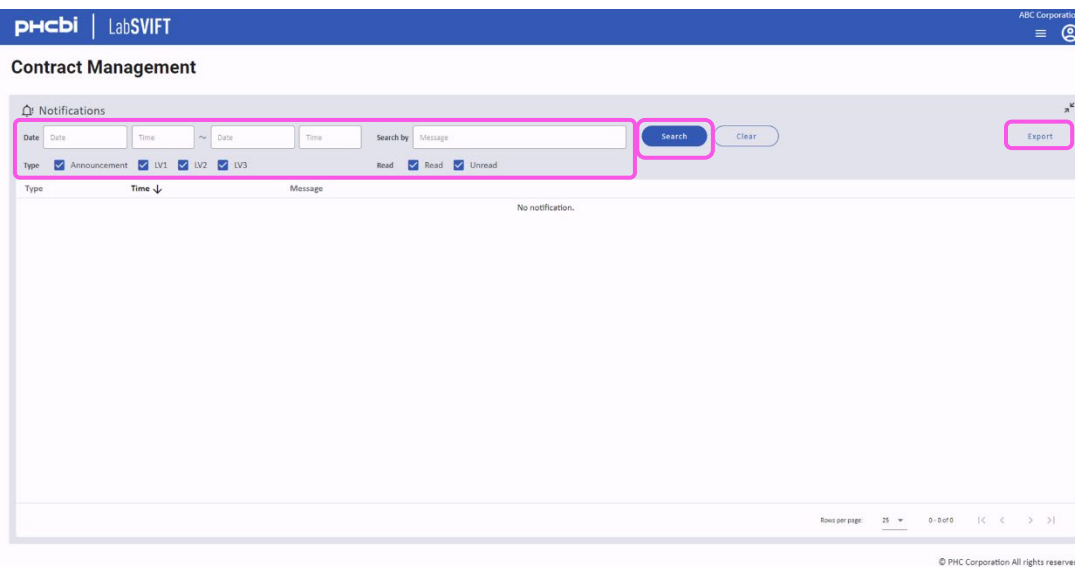 ABC Corporatio
PHCbi | LabSVIFT
Contract Management
Notifications
Date Date Time ~ Date Time Search by Message Search Clear Export
Type Announcement LV1 LV2 LV3 Read Read Unread
Type Time Message
No notification.
Rows per page: 25 0-0 of 0
© PHC Corporation All rights reserved